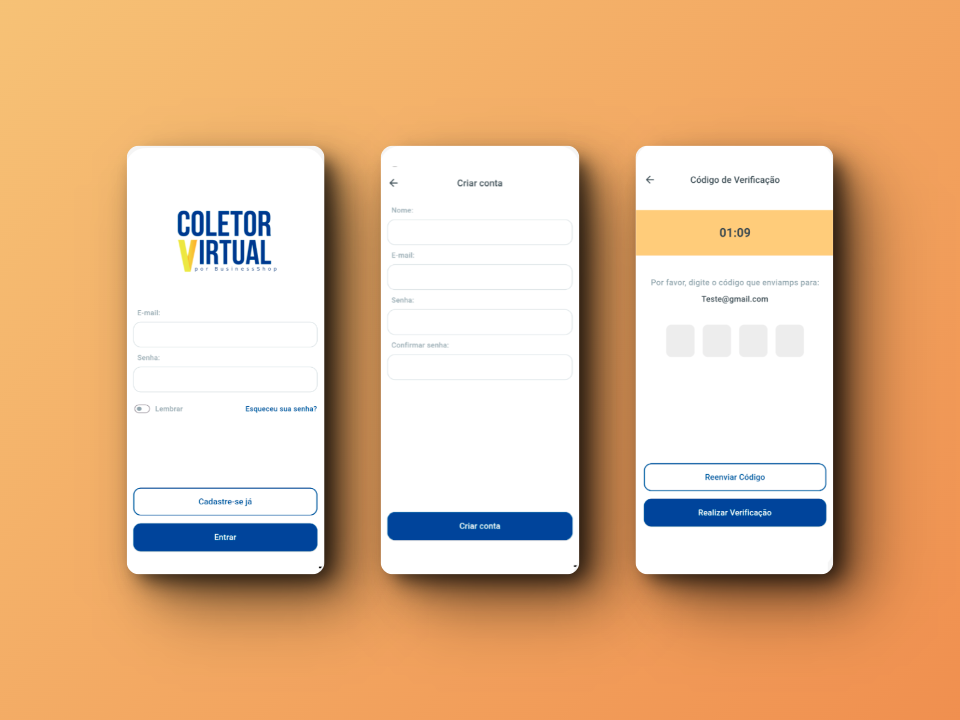 COLETOR
VIRTUAL
por BusinessShop
E-mail:
Senha:
Lembrar
Esqueceu sua senha?
Cadastre-se já
Entrar
Criar conta
Nome:
E-mail:
Senha:
Confirmar senha:
Criar conta
Código de Verificação
01:09
Por favor, digite o código que enviamps para:
Teste@gmail.com
Reenviar Código
Realizar Verificação